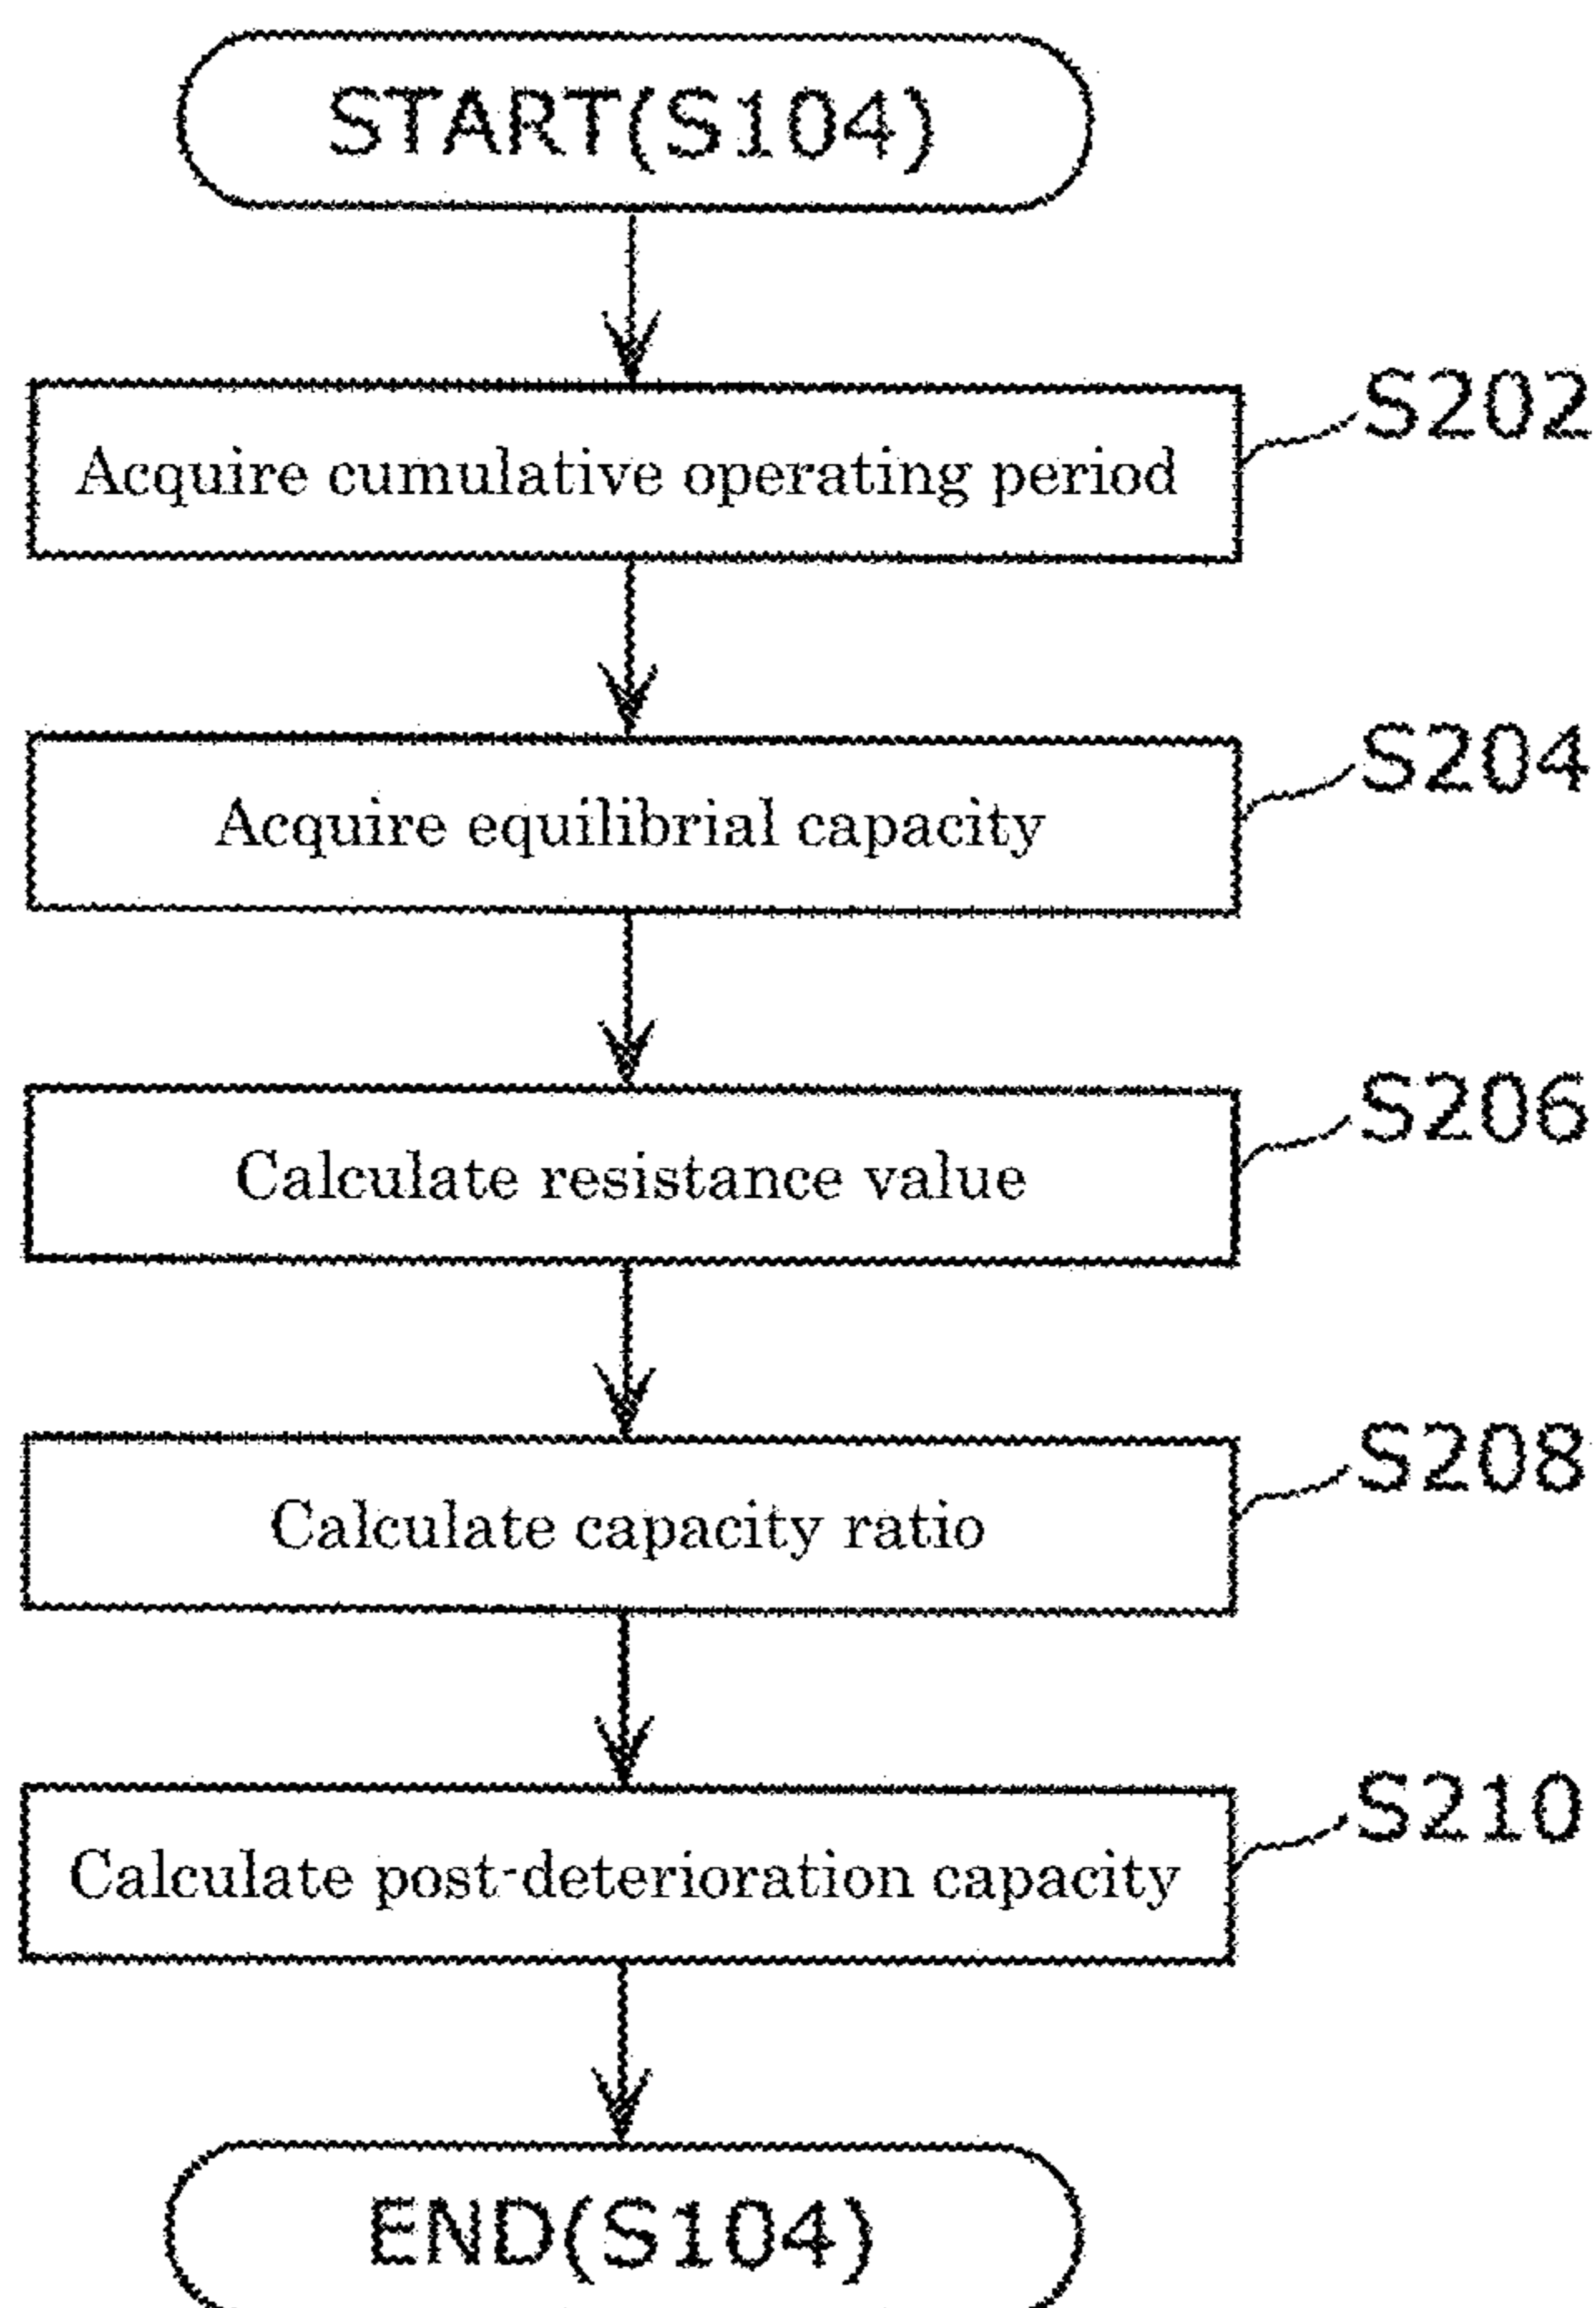 START(S104)
Acquire cumulative operating period
S202
Acquire equilibrial capacity
S204
Calculate resistance value
S206
Calculate capacity ratio
S208
Calculate post-deterioration capacity
S210
END(S104)